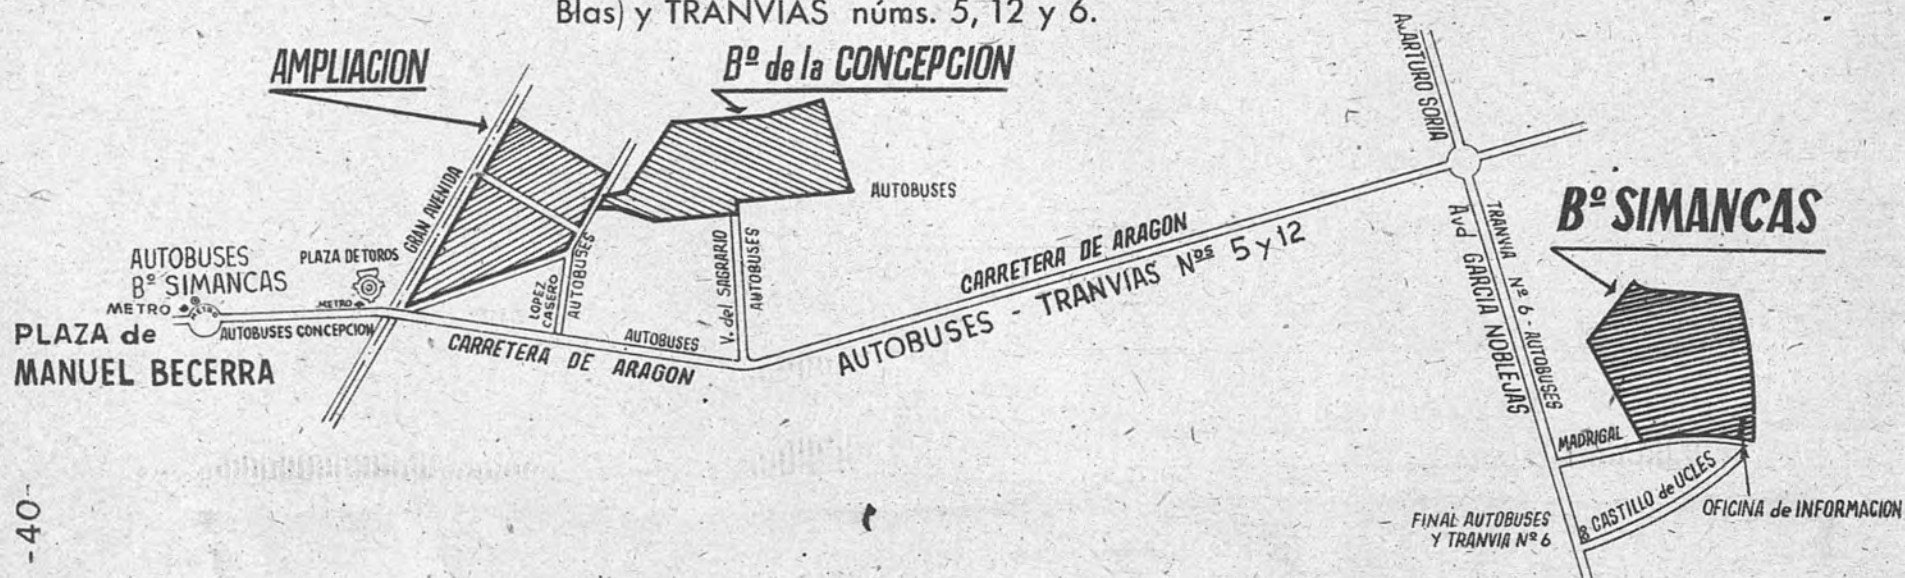 Blas) y TRANVIAS núms. 5, 12 y 6.
AMPLIACION
Bº de la CONCEPCION
Av. ARTURO SORIA
AUTOBUSES
GRAN AVENIDA
Bº SIMANCAS
AUTOBUSES
Bº SIMANCAS
PLAZA DE TOROS
METRO
METRO
METRO
PLAZA de
MANUEL BECERRA
AUTOBUSES CONCEPCION
LOPEZ
CASERO
AUTOBUSES
V. del SAGRARIO
AUTOBUSES
AUTOBUSES
CARRETERA DE ARAGON
CARRETERA DE ARAGON
AUTOBUSES - TRANVIAS Nºs 5 y 12
TRANVIA Nº 6 - AUTOBUSES
Avd GARCIA NOBLEJAS
MADRIGAL
CASTILLO de UCLES
OFICINA de INFORMACION
FINAL AUTOBUSES
Y TRANVIA Nº 6
-40-